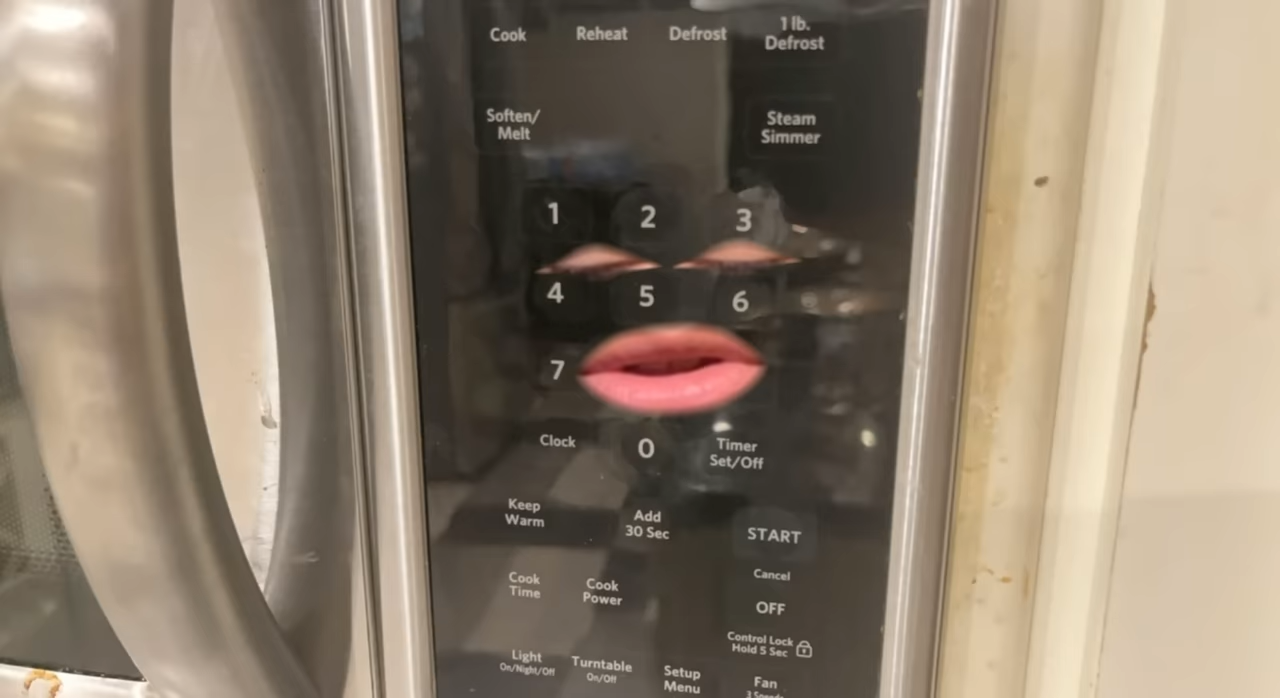 Cook
Reheat
Defrost
1 lb.
Defrost
Soften/
Melt
Steam
Simmer
1
2
3
4
5
6
7
Clock
0
Timer
Set/Off
Keep
Warm
Add
30 Sec
START
Cancel
Cook
Time
Cook
Power
OFF
Control Lock
Hold 5 Sec
Light
On/Night/Off
Turntable
On/Off
Setup
Menu
Fan